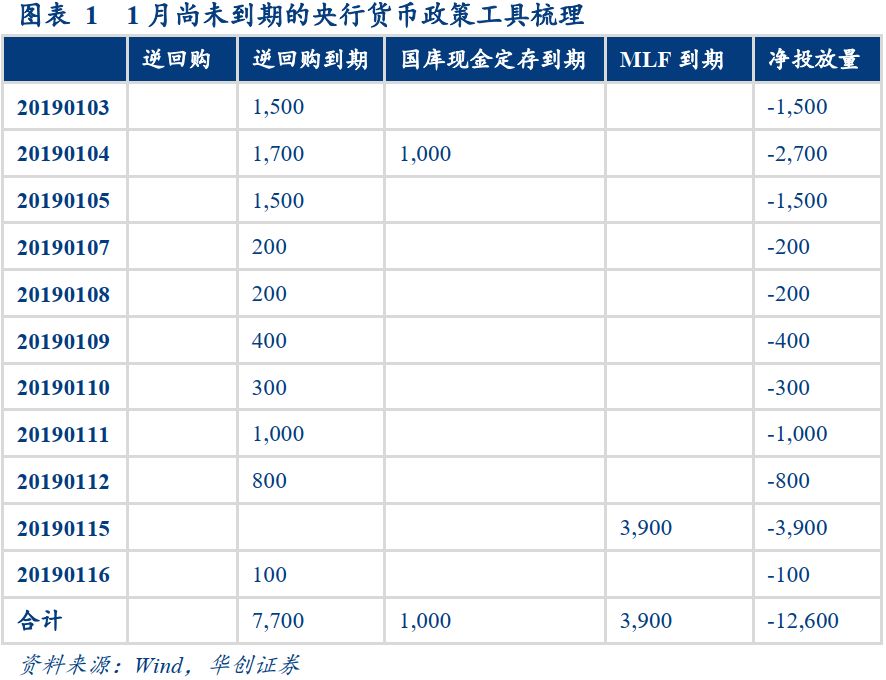 图表 1 1 月尚未到期的央行货币政策工具梳理
逆回购 逆回购到期 国库现金定存到期 MLF 到期 净投放量
20190103 1,500 -1,500
20190104 1,700 1,000 -2,700
20190105 1,500 -1,500
20190107 200 -200
20190108 200 -200
20190109 400 -400
20190110 300 -300
20190111 1,000 -1,000
20190112 800 -800
20190115 3,900 -3,900
20190116 100 -100
合计 7,700 1,000 3,900 -12,600
资料来源：Wind，华创证券